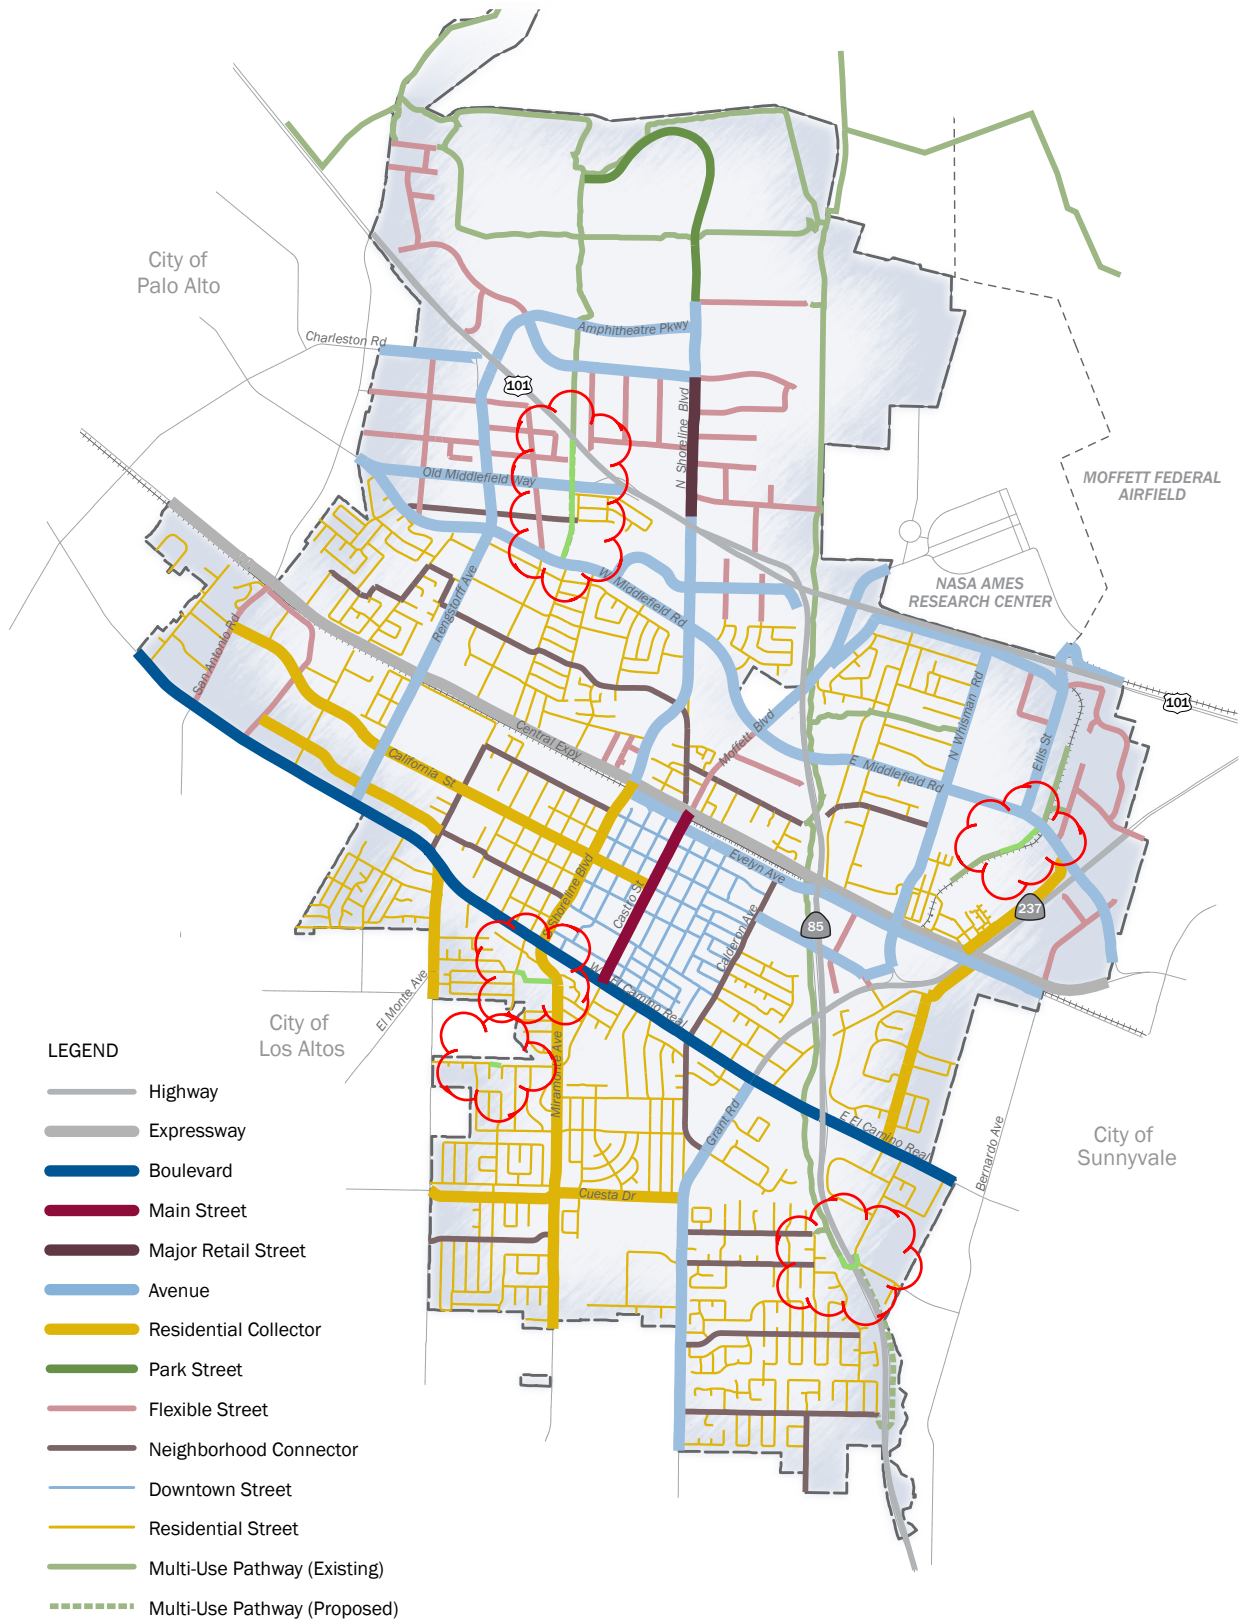 City of
Palo Alto
Charleston Rd
Amphitheatre Pkwy
101
N Shoreline Blvd
Old Middlefield Way
MOFFETT FEDERAL
AIRFIELD
NASA AMES
RESEARCH CENTER
W Middlefield Rd
Rengstorff Ave
San Antonio Rd
101
N Whisman Rd
Ellis St
Moffett Blvd
Central Expy
E Middlefield Rd
California St
Evelyn Ave
Shoreline Blvd
Castro St
Calderon Ave
85
237
W El Camino Real
El Monte Ave
City of
Los Altos
Miramonte Ave
Grant Rd
E El Camino Real
Bernardo Ave
City of
Sunnyvale
Cuesta Dr
LEGEND
Highway
Expressway
Boulevard
Main Street
Major Retail Street
Avenue
Residential Collector
Park Street
Flexible Street
Neighborhood Connector
Downtown Street
Residential Street
Multi-Use Pathway (Existing)
Multi-Use Pathway (Proposed)